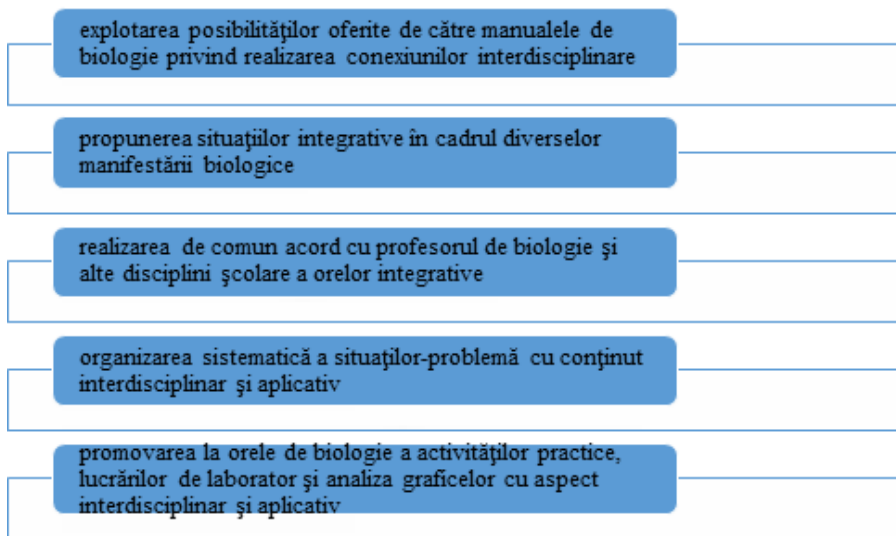 explotarea posibilităţilor oferite de către manualele de
biologie privind realizarea conexiunilor interdisciplinare
propunerea situaţiilor integrative în cadrul diverselor
manifestării biologice
realizarea de comun acord cu profesorul de biologie şi
alte disciplini şcolare a orelor integrative
organizarea sistematică a situaţilor-problemă cu conţinut
interdisciplinar şi aplicativ
promovarea la orele de biologie a activităţilor practice,
lucrărilor de laborator şi analiza graficelor cu aspect
interdisciplinar şi aplicativ